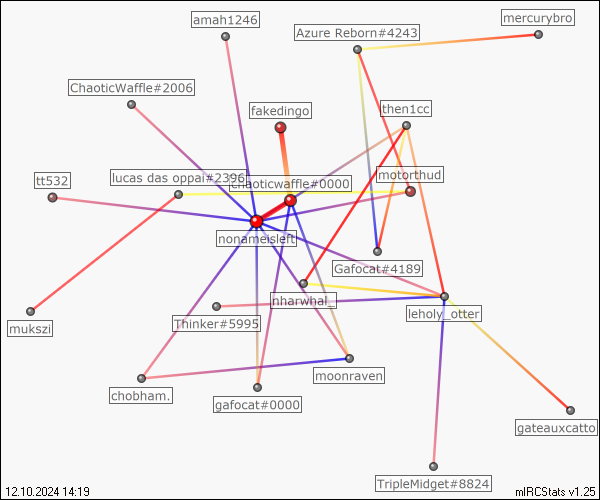 mercurybro
amah1246
Azure Reborn#4243
ChaoticWaffle#2006
fakedingo
then1cc
motorthud
lucas das oppai#2396
tt532
chaoticwaffle#0000
nonameisleft
Gafocat#4189
nharwhal_
leholy_otter
Thinker#5995
mukszi
moonraven
chobham.
gafocat#0000
gateauxcatto
TripleMidget#8824
12.10.2024 14:19
mIRCStats v1.25